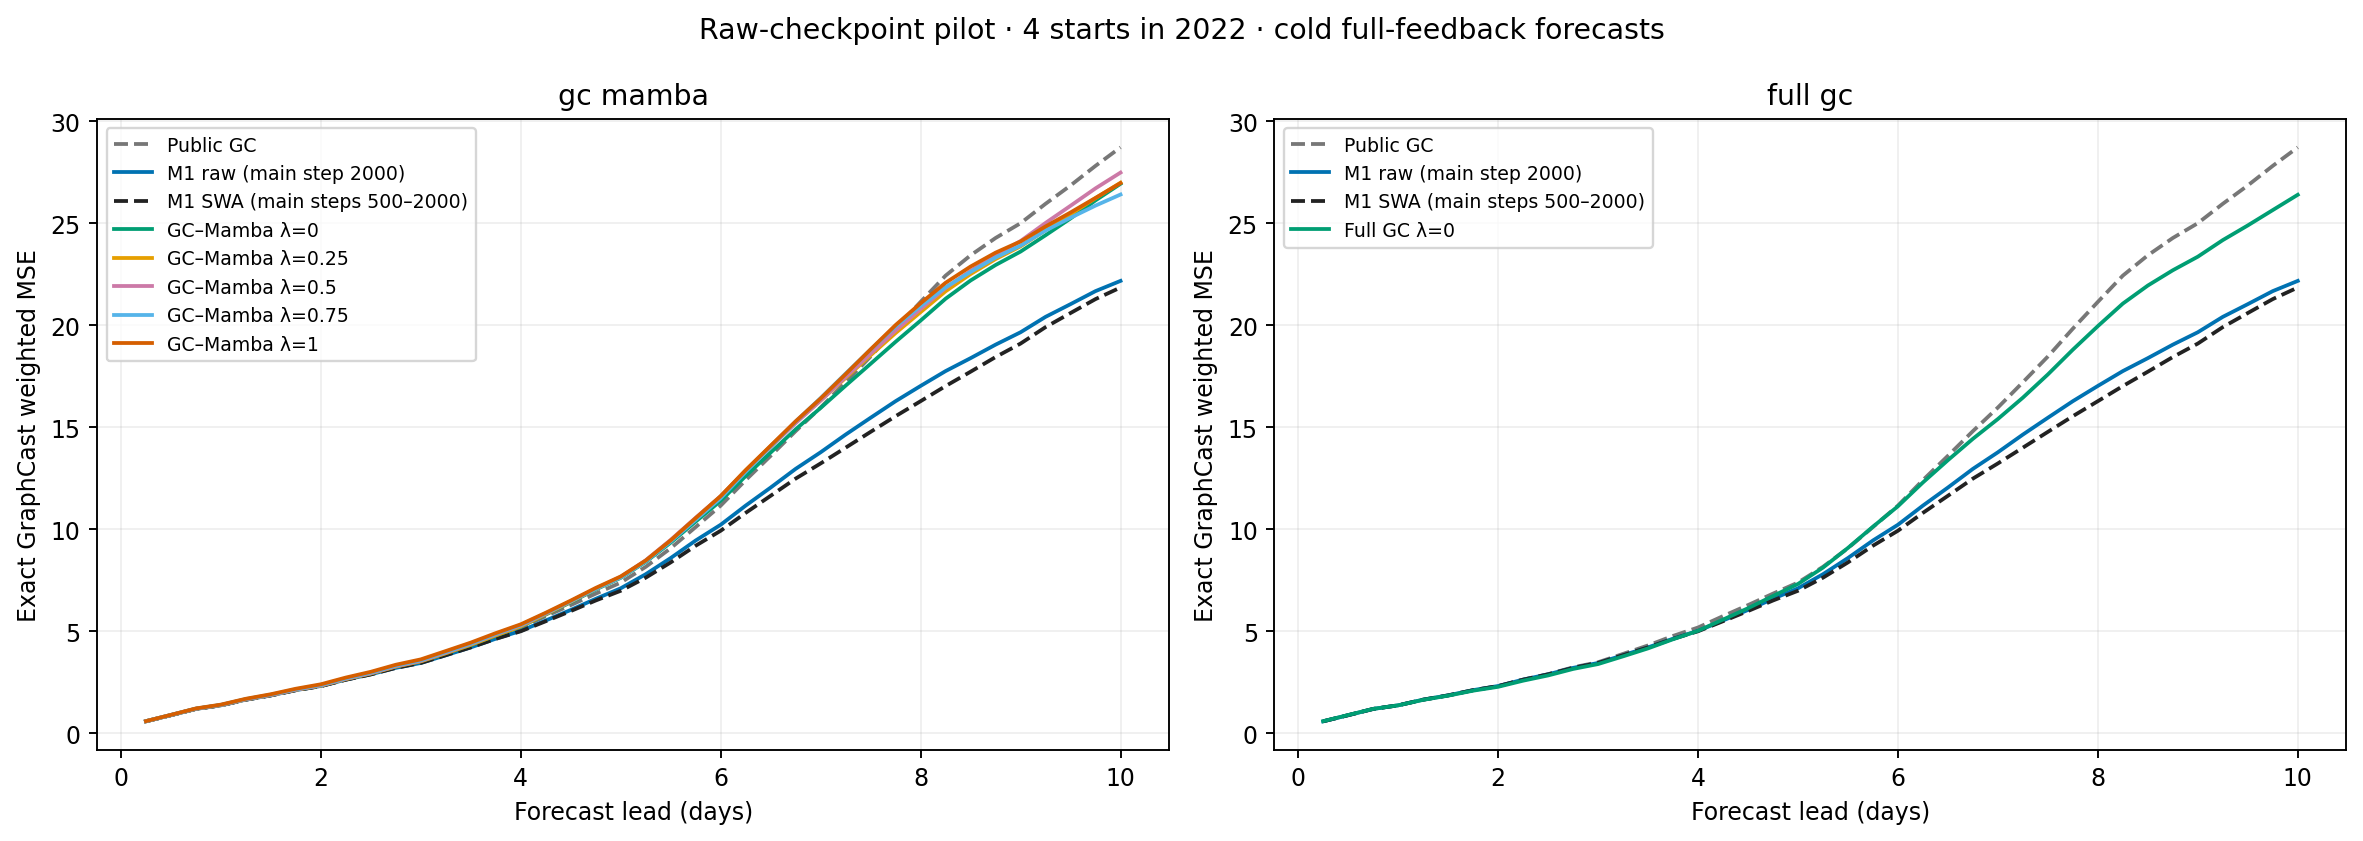 Raw-checkpoint pilot · 4 starts in 2022 · cold full-feedback forecasts
gc mamba
Exact GraphCast weighted MSE
30
25
20
15
10
5
0
Public GC
M1 raw (main step 2000)
M1 SWA (main steps 500–2000)
GC–Mamba λ=0
GC–Mamba λ=0.25
GC–Mamba λ=0.5
GC–Mamba λ=0.75
GC–Mamba λ=1
0 2 4 6 8 10
Forecast lead (days)
full gc
Exact GraphCast weighted MSE
30
25
20
15
10
5
0
Public GC
M1 raw (main step 2000)
M1 SWA (main steps 500–2000)
Full GC λ=0
0 2 4 6 8 10
Forecast lead (days)